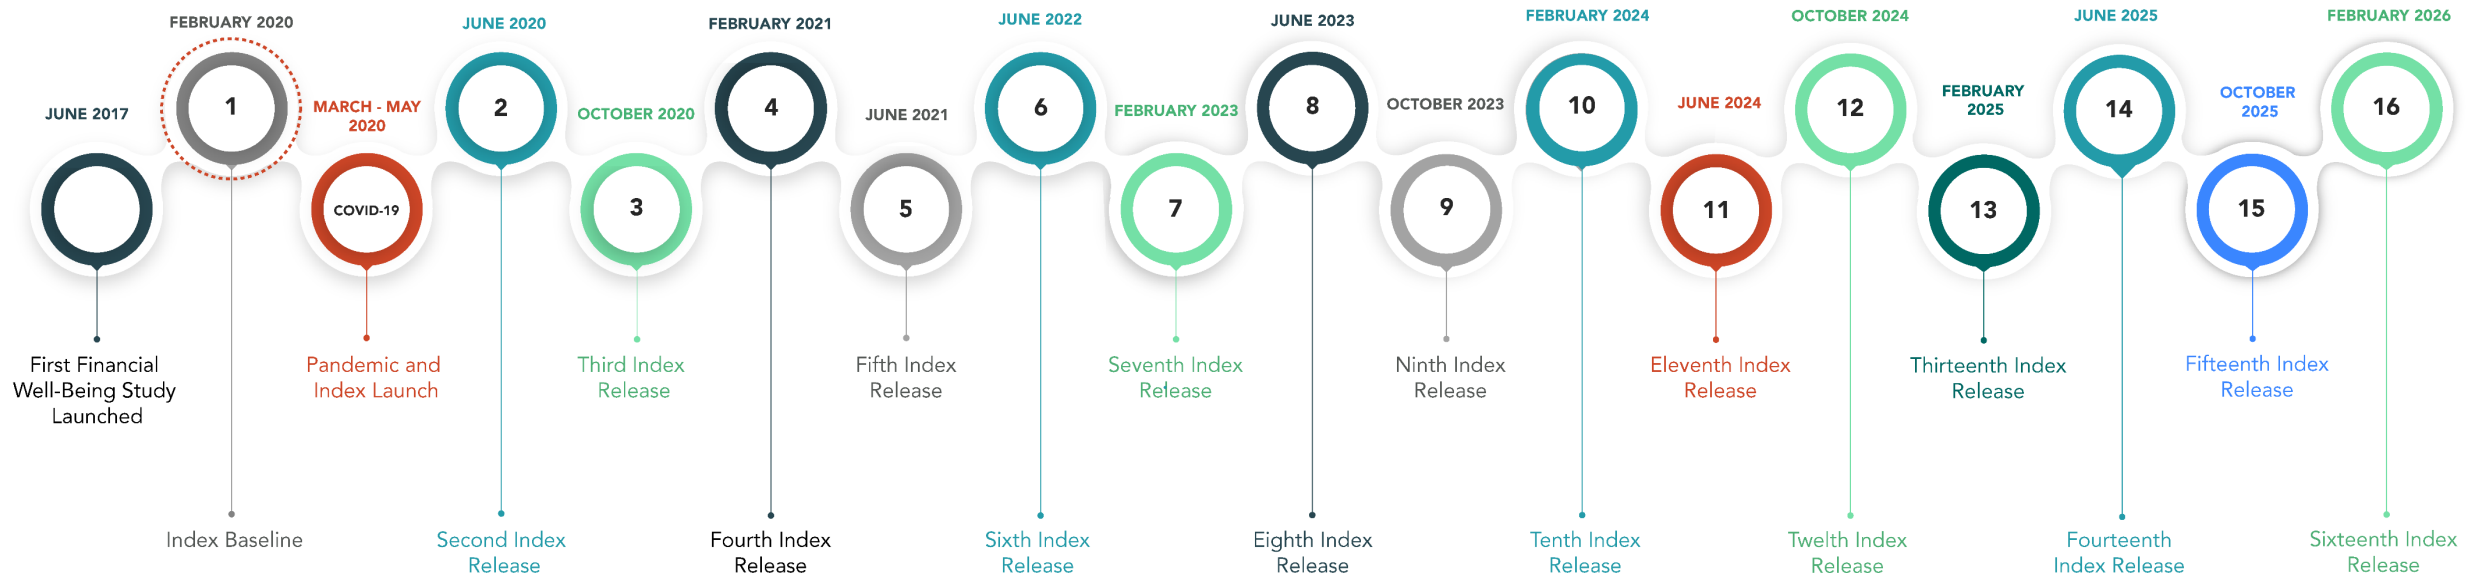 JUNE 2017
First Financial
Well-Being Study
Launched
FEBRUARY 2020
1
Index Baseline
MARCH - MAY
2020
COVID-19
Pandemic and
Index Launch
JUNE 2020
2
Second Index
Release
OCTOBER 2020
3
Third Index
Release
FEBRUARY 2021
4
Fourth Index
Release
JUNE 2021
5
Fifth Index
Release
JUNE 2022
6
Sixth Index
Release
FEBRUARY 2023
7
Seventh Index
Release
JUNE 2023
8
Eighth Index
Release
OCTOBER 2023
9
Ninth Index
Release
FEBRUARY 2024
10
Tenth Index
Release
JUNE 2024
11
Eleventh Index
Release
OCTOBER 2024
12
Twelth Index
Release
FEBRUARY
2025
13
Thirteenth Index
Release
JUNE 2025
14
Fourteenth
Index Release
OCTOBER
2025
15
Fifteenth Index
Release
FEBRUARY 2026
16
Sixteenth Index
Release